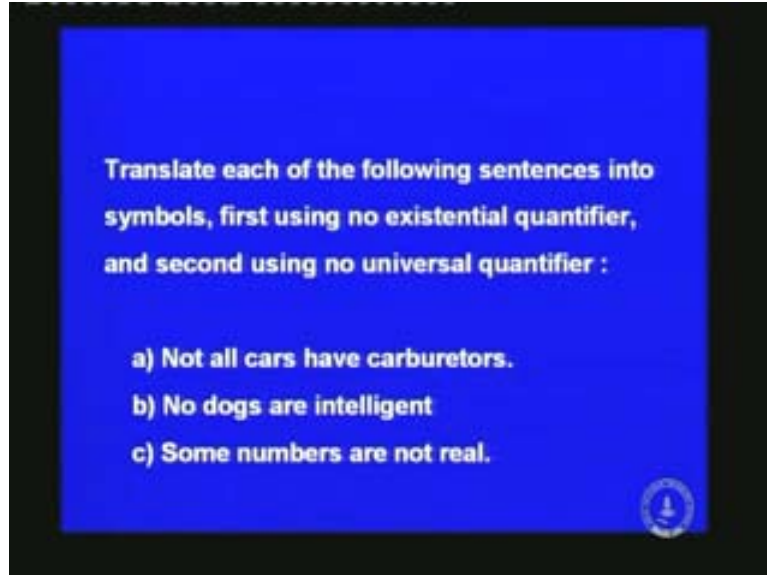 Translate each of the following sentences into
symbols, first using no existential quantifier,
and second using no universal quantifier :
a) Not all cars have carburetors.
b) No dogs are intelligent
c) Some numbers are not real.